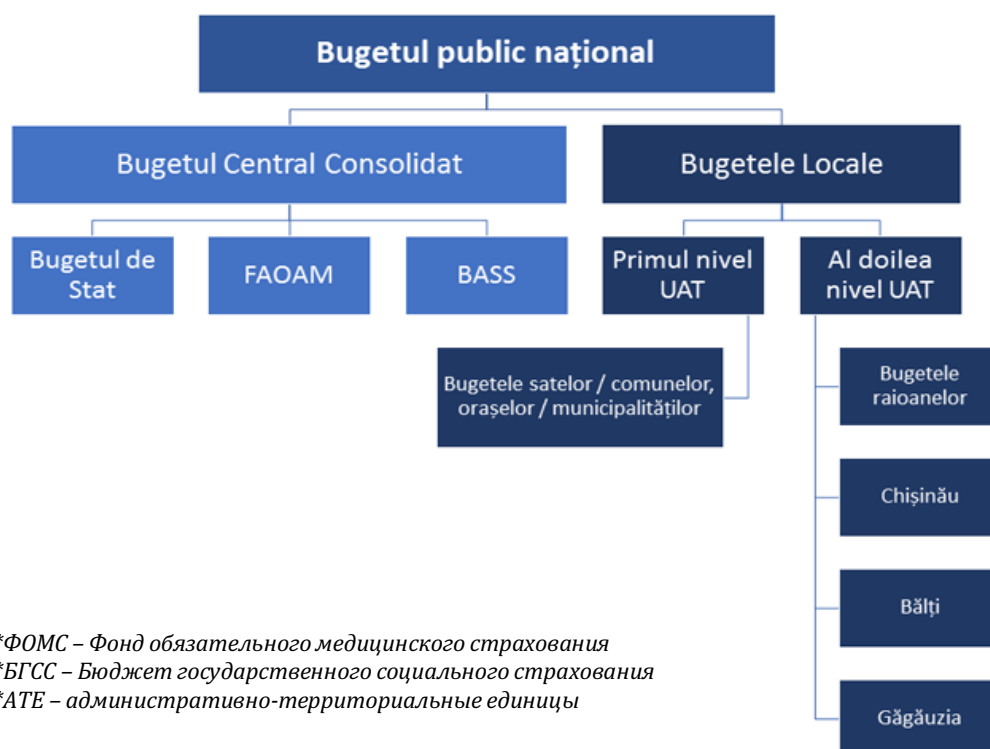 Bugetul public național
Bugetul Central Consolidat
Bugetele Locale
Bugetul de
Stat
FAOAM
BASS
Primul nivel
UAT
Al doilea
nivel UAT
Bugetele satelor / comunelor,
orașelor / municipalităților
Bugetele
raioanelor
Chișinău
Bălți
Găgăuzia
*ФОМС – Фонд обязательного медицинского страхования
*БГСС – Бюджет государственного социального страхования
*АТЕ – административно-территориальные единицы